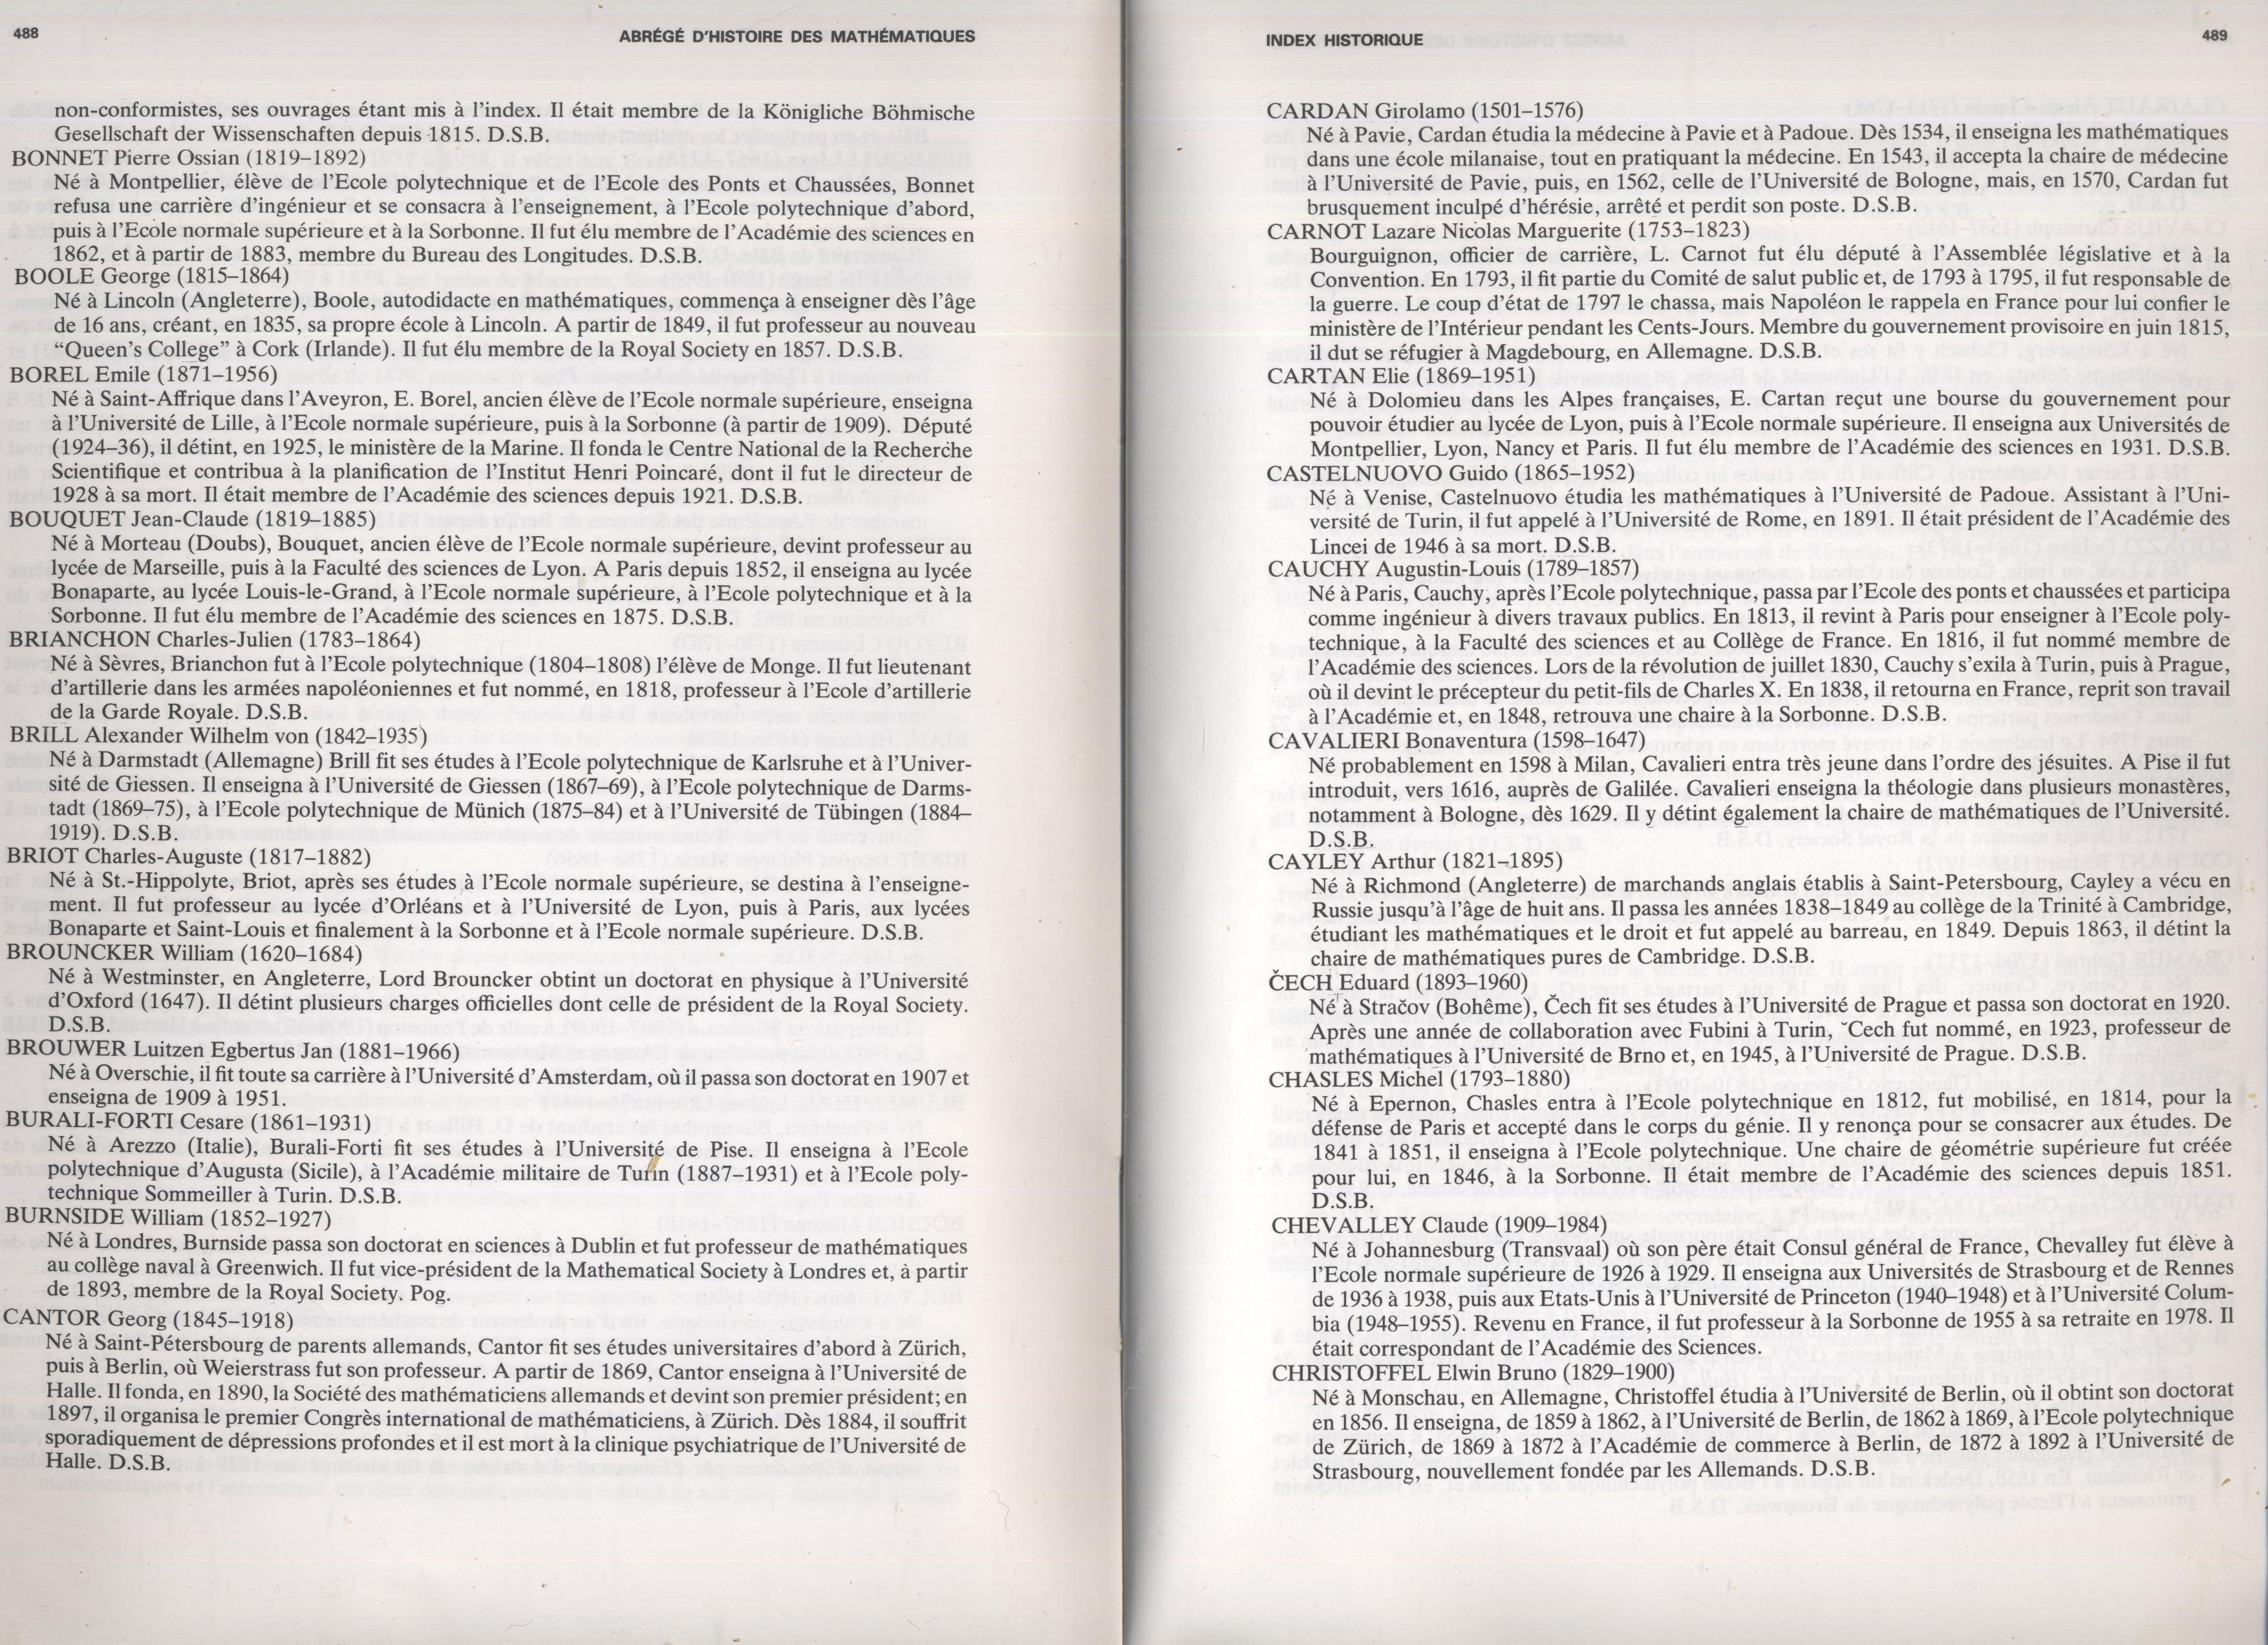 488
ABRÉGÉ D'HISTOIRE DES MATHÉMATIQUES
non-conformistes, ses ouvrages étant mis à l'index. Il était membre de la Königliche Böhmische
Gesellschaft der Wissenschaften depuis 1815. D.S.B.
BONNET Pierre Ossian (1819–1892)
Né à Montpellier, élève de l'Ecole polytechnique et de l'Ecole des Ponts et Chaussées, Bonnet
refusa une carrière d'ingénieur et se consacra à l'enseignement, à l'Ecole polytechnique d'abord,
puis à l'Ecole normale supérieure et à la Sorbonne. Il fut élu membre de l'Académie des sciences en
1862, et à partir de 1883, membre du Bureau des Longitudes. D.S.B.
BOOLE George (1815–1864)
Né à Lincoln (Angleterre), Boole, autodidacte en mathématiques, commença à enseigner dès l'âge
de 16 ans, créant, en 1835, sa propre école à Lincoln. A partir de 1849, il fut professeur au nouveau
“Queen's College” à Cork (Irlande). Il fut élu membre de la Royal Society en 1857. D.S.B.
BOREL Emile (1871–1956)
Né à Saint-Affrique dans l'Aveyron, E. Borel, ancien élève de l'Ecole normale supérieure, enseigna
à l'Université de Lille, à l'Ecole normale supérieure, puis à la Sorbonne (à partir de 1909). Député
(1924–36), il détint, en 1925, le ministère de la Marine. Il fonda le Centre National de la Recherche
Scientifique et contribua à la planification de l'Institut Henri Poincaré, dont il fut le directeur de
1928 à sa mort. Il était membre de l'Académie des sciences depuis 1921. D.S.B.
BOUQUET Jean-Claude (1819–1885)
Né à Morteau (Doubs), Bouquet, ancien élève de l'Ecole normale supérieure, devint professeur au
lycée de Marseille, puis à la Faculté des sciences de Lyon. A Paris depuis 1852, il enseigna au lycée
Bonaparte, au lycée Louis-le-Grand, à l'Ecole normale supérieure, à l'Ecole polytechnique et à la
Sorbonne. Il fut élu membre de l'Académie des sciences en 1875. D.S.B.
BRIANCHON Charles-Julien (1783–1864)
Né à Sèvres, Brianchon fut à l'Ecole polytechnique (1804–1808) l'élève de Monge. Il fut lieutenant
d'artillerie dans les armées napoléoniennes et fut nommé, en 1818, professeur à l'Ecole d'artillerie
de la Garde Royale. D.S.B.
BRILL Alexander Wilhelm von (1842–1935)
Né à Darmstadt (Allemagne) Brill fit ses études à l'Ecole polytechnique de Karlsruhe et à l'Univer-
sité de Giessen. Il enseigna à l'Université de Giessen (1867–69), à l'Ecole polytechnique de Darms-
tadt (1869–75), à l'Ecole polytechnique de Münich (1875–84) et à l'Université de Tübingen (1884–
1919). D.S.B.
BRIOT Charles-Auguste (1817–1882)
Né à St.-Hippolyte, Briot, après ses études à l'Ecole normale supérieure, se destina à l'enseigne-
ment. Il fut professeur au lycée d'Orléans et à l'Université de Lyon, puis à Paris, aux lycées
Bonaparte et Saint-Louis et finalement à la Sorbonne et à l'Ecole normale supérieure. D.S.B.
BROUNCKER William (1620–1684)
Né à Westminster, en Angleterre, Lord Brouncker obtint un doctorat en physique à l'Université
d'Oxford (1647). Il détint plusieurs charges officielles dont celle de président de la Royal Society.
D.S.B.
BROUWER Luitzen Egbertus Jan (1881–1966)
Né à Overschie, il fit toute sa carrière à l'Université d'Amsterdam, où il passa son doctorat en 1907 et
enseigna de 1909 à 1951.
BURALI-FORTI Cesare (1861–1931)
Né à Arezzo (Italie), Burali-Forti fit ses études à l'Université de Pise. Il enseigna à l'Ecole
polytechnique d'Augusta (Sicile), à l'Académie militaire de Turin (1887–1931) et à l'Ecole poly-
technique Sommeiller à Turin. D.S.B.
BURNSIDE William (1852–1927)
Né à Londres, Burnside passa son doctorat en sciences à Dublin et fut professeur de mathématiques
au collège naval à Greenwich. Il fut vice-président de la Mathematical Society à Londres et, à partir
de 1893, membre de la Royal Society. Pog.
CANTOR Georg (1845–1918)
Né à Saint-Pétersbourg de parents allemands, Cantor fit ses études universitaires d'abord à Zürich,
puis à Berlin, où Weierstrass fut son professeur. A partir de 1869, Cantor enseigna à l'Université de
Halle. Il fonda, en 1890, la Société des mathématiciens allemands et devint son premier président; en
1897, il organisa le premier Congrès international de mathématiciens, à Zürich. Dès 1884, il souffrit
sporadiquement de dépressions profondes et il est mort à la clinique psychiatrique de l'Université de
Halle. D.S.B.
INDEX HISTORIQUE
489
CARDAN Girolamo (1501–1576)
Né à Pavie, Cardan étudia la médecine à Pavie et à Padoue. Dès 1534, il enseigna les mathématiques
dans une école milanaise, tout en pratiquant la médecine. En 1543, il accepta la chaire de médecine
à l'Université de Pavie, puis, en 1562, celle de l'Université de Bologne, mais, en 1570, Cardan fut
brusquement inculpé d'hérésie, arrêté et perdit son poste. D.S.B.
CARNOT Lazare Nicolas Marguerite (1753–1823)
Bourguignon, officier de carrière, L. Carnot fut élu député à l'Assemblée législative et à la
Convention. En 1793, il fit partie du Comité de salut public et, de 1793 à 1795, il fut responsable de
la guerre. Le coup d'état de 1797 le chassa, mais Napoléon le rappela en France pour lui confier le
ministère de l'Intérieur pendant les Cents-Jours. Membre du gouvernement provisoire en juin 1815,
il dut se réfugier à Magdebourg, en Allemagne. D.S.B.
CARTAN Elie (1869–1951)
Né à Dolomieu dans les Alpes françaises, E. Cartan reçut une bourse du gouvernement pour
pouvoir étudier au lycée de Lyon, puis à l'Ecole normale supérieure. Il enseigna aux Universités de
Montpellier, Lyon, Nancy et Paris. Il fut élu membre de l'Académie des sciences en 1931. D.S.B.
CASTELNUOVO Guido (1865–1952)
Né à Venise, Castelnuovo étudia les mathématiques à l'Université de Padoue. Assistant à l'Uni-
versité de Turin, il fut appelé à l'Université de Rome, en 1891. Il était président de l'Académie des
Lincei de 1946 à sa mort. D.S.B.
CAUCHY Augustin-Louis (1789–1857)
Né à Paris, Cauchy, après l'Ecole polytechnique, passa par l'Ecole des ponts et chaussées et participa
comme ingénieur à divers travaux publics. En 1813, il revint à Paris pour enseigner à l'Ecole poly-
technique, à la Faculté des sciences et au Collège de France. En 1816, il fut nommé membre de
l'Académie des sciences. Lors de la révolution de juillet 1830, Cauchy s'exila à Turin, puis à Prague,
où il devint le précepteur du petit-fils de Charles X. En 1838, il retourna en France, reprit son travail
à l'Académie et, en 1848, retrouva une chaire à la Sorbonne. D.S.B.
CAVALIERI Bonaventura (1598–1647)
Né probablement en 1598 à Milan, Cavalieri entra très jeune dans l'ordre des jésuites. A Pise il fut
introduit, vers 1616, auprès de Galilée. Cavalieri enseigna la théologie dans plusieurs monastères,
notamment à Bologne, dès 1629. Il y détint également la chaire de mathématiques de l'Université.
D.S.B.
CAYLEY Arthur (1821–1895)
Né à Richmond (Angleterre) de marchands anglais établis à Saint-Petersbourg, Cayley a vécu en
Russie jusqu'à l'âge de huit ans. Il passa les années 1838–1849 au collège de la Trinité à Cambridge,
étudiant les mathématiques et le droit et fut appelé au barreau, en 1849. Depuis 1863, il détint la
chaire de mathématiques pures de Cambridge. D.S.B.
ČECH Eduard (1893–1960)
Né à Stračov (Bohême), Čech fit ses études à l'Université de Prague et passa son doctorat en 1920.
Après une année de collaboration avec Fubini à Turin, ˇCech fut nommé, en 1923, professeur de
mathématiques à l'Université de Brno et, en 1945, à l'Université de Prague. D.S.B.
CHASLES Michel (1793–1880)
Né à Epernon, Chasles entra à l'Ecole polytechnique en 1812, fut mobilisé, en 1814, pour la
défense de Paris et accepté dans le corps du génie. Il y renonça pour se consacrer aux études. De
1841 à 1851, il enseigna à l'Ecole polytechnique. Une chaire de géométrie supérieure fut créée
pour lui, en 1846, à la Sorbonne. Il était membre de l'Académie des sciences depuis 1851.
D.S.B.
CHEVALLEY Claude (1909–1984)
Né à Johannesburg (Transvaal) où son père était Consul général de France, Chevalley fut élève à
l'Ecole normale supérieure de 1926 à 1929. Il enseigna aux Universités de Strasbourg et de Rennes
de 1936 à 1938, puis aux Etats-Unis à l'Université de Princeton (1940–1948) et à l'Université Colum-
bia (1948–1955). Revenu en France, il fut professeur à la Sorbonne de 1955 à sa retraite en 1978. Il
était correspondant de l'Académie des Sciences.
CHRISTOFFEL Elwin Bruno (1829–1900)
Né à Monschau, en Allemagne, Christoffel étudia à l'Université de Berlin, où il obtint son doctorat
en 1856. Il enseigna, de 1859 à 1862, à l'Université de Berlin, de 1862 à 1869, à l'Ecole polytechnique
de Zürich, de 1869 à 1872 à l'Académie de commerce à Berlin, de 1872 à 1892 à l'Université de
Strasbourg, nouvellement fondée par les Allemands. D.S.B.